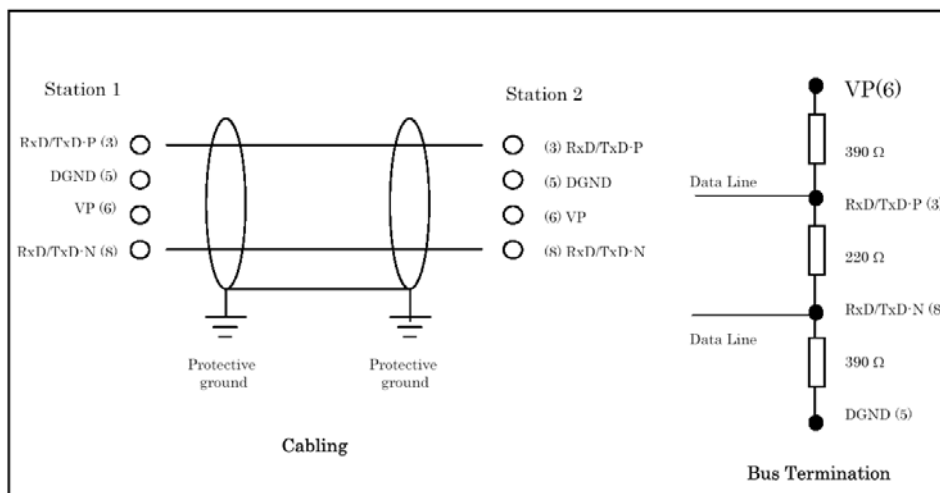 Station 1
RxD/TxD-P (3)
DGND (5)
VP (6)
RxD/TxD-N (8)
Protective
ground
Protective
ground
Station 2
(3) RxD/TxD-P
(5) DGND
(6) VP
(8) RxD/TxD-N
Cabling
VP(6)
390 Ω
Data Line
RxD/TxD-P (3)
220 Ω
RxD/TxD-N (8
Data Line
390 Ω
DGND (5)
Bus Termination